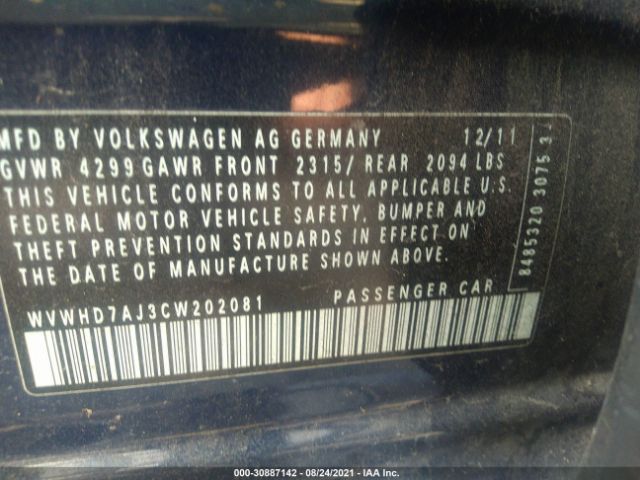 MFD BY VOLKSWAGEN AG GERMANY 12/11
GVWR 4299 GAWR FRONT 2315/ REAR 2094 LBS
THIS VEHICLE CONFORMS TO ALL APPLICABLE U.S.
FEDERAL MOTOR VEHICLE SAFETY, BUMPER AND
THEFT PREVENTION STANDARDS IN EFFECT ON
THE DATE OF MANUFACTURE SHOWN ABOVE.
WVWHD7AJ3CW202081 PASSENGER CAR
8485320 3075 3
000-30887142 - 08/24/2021 - IAA Inc.